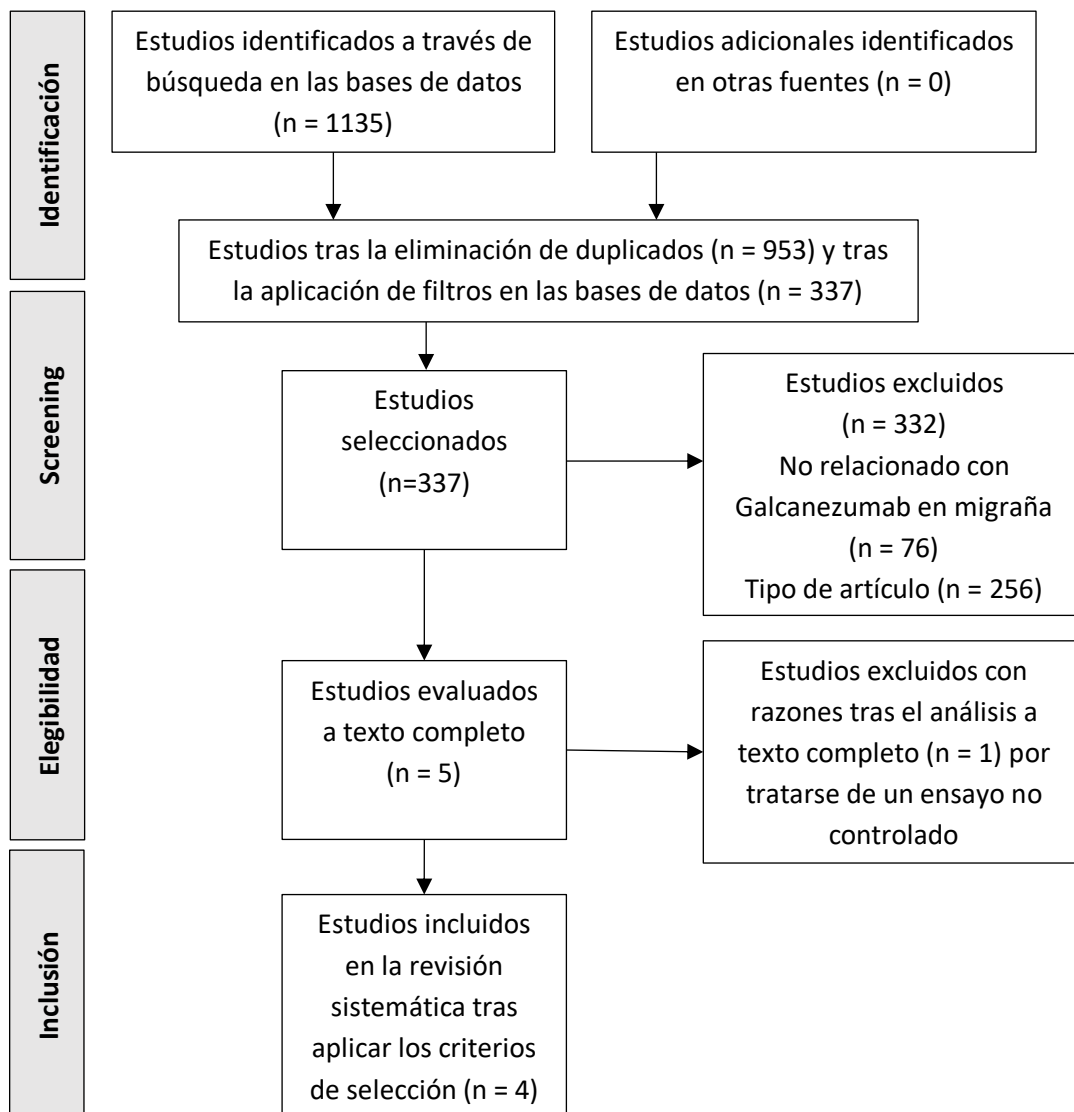 Identificación
Estudios identificados a través de
búsqueda en las bases de datos
(n = 1135)
Estudios adicionales identificados
en otras fuentes (n = 0)
Estudios tras la eliminación de duplicados (n = 953) y tras
la aplicación de filtros en las bases de datos (n = 337)
Screening
Estudios
seleccionados
(n=337)
Estudios excluidos
(n = 332)
No relacionado con
Galcanezumab en migraña
(n = 76)
Tipo de artículo (n = 256)
Elegibilidad
Estudios evaluados
a texto completo
(n = 5)
Estudios excluidos con
razones tras el análisis a
texto completo (n = 1) por
tratarse de un ensayo no
controlado
Inclusión
Estudios incluidos
en la revisión
sistemática tras
aplicar los criterios
de selección (n = 4)